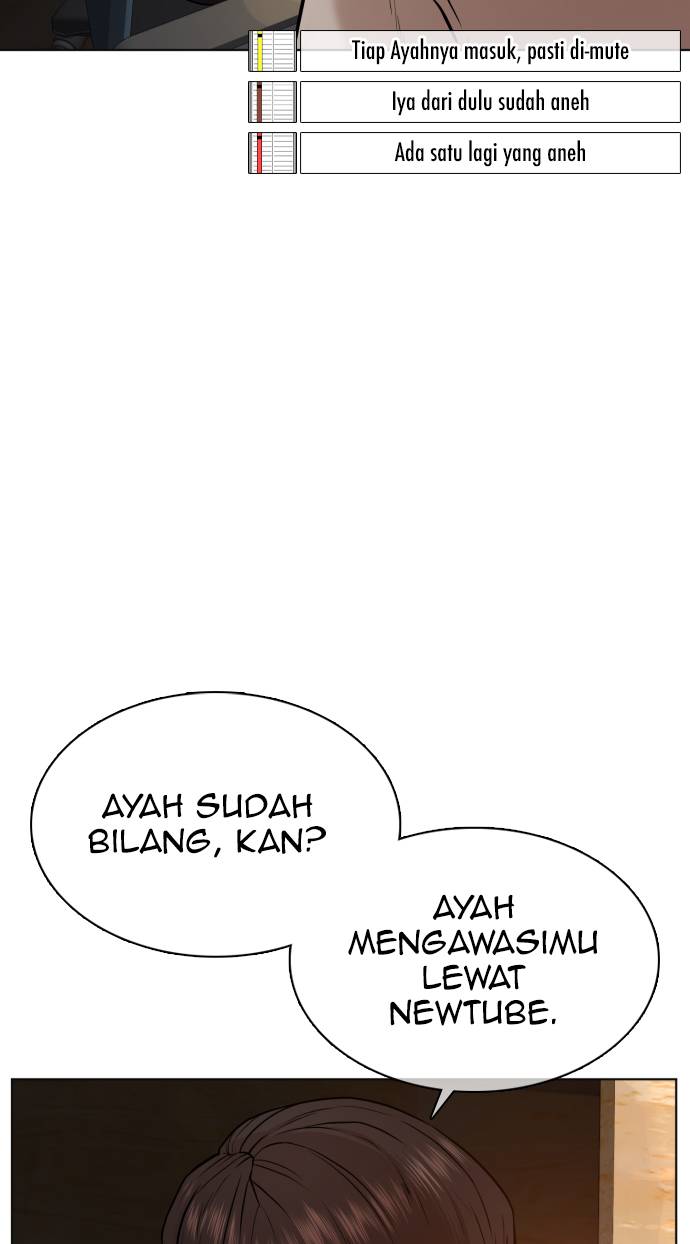 Tiap Ayahnya masuk, pasti di-mute
Iya dari dulu sudah aneh
Ada satu lagi yang aneh
AYAH SUDAH
BILANG, KAN?
AYAH
MENGAWASIMU
LEWAT
NEWTUBE.